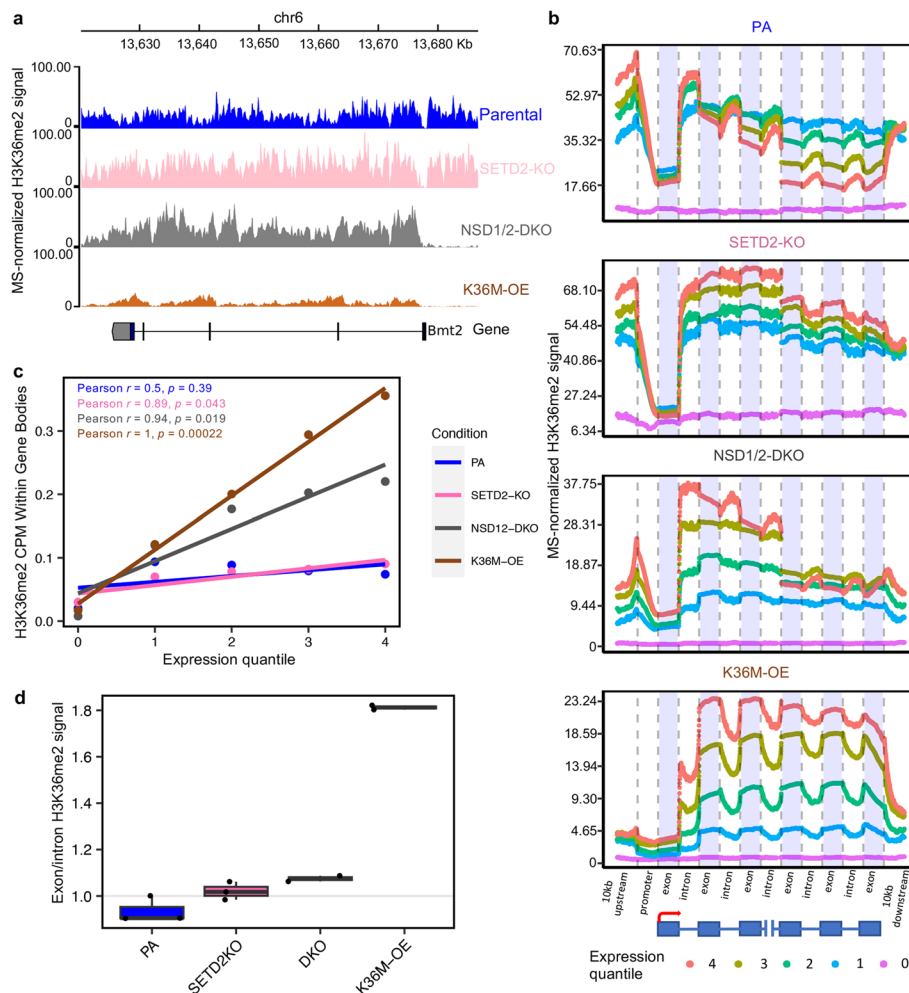 a
chr6
13,630 13,640 13,650 13,660 13,670 13,680 Kb
MS-normalized H3K36me2 signal
100.00
0
Parental
100.00
0
SETD2-KO
100.00
0
NSD1/2-DKO
100.00
0
K36M-OE
Bmt2 Gene
b
PA
70.63
52.97
35.32
17.66
SETD2-KO
68.10
54.48
40.86
27.24
6.34
MS-normalized H3K36me2 signal
NSD1/2-DKO
37.75
28.31
18.87
9.44
0
K36M-OE
23.24
18.59
13.94
9.30
4.65
0
10kb upstream
promoter
exon
intron
exon
intron
exon
intron
exon
intron
exon
intron
exon
10kb downstream
Expression quantile 4 3 2 1 0
c
Pearson r = 0.5, p = 0.39
Pearson r = 0.89, p = 0.043
Pearson r = 0.94, p = 0.019
Pearson r = 1, p = 0.00022
H3K36me2 CPM Within Gene Bodies
0.3
0.2
0.1
0.0
0 1 2 3 4
Expression quantile
Condition
PA
SETD2–KO
NSD12–DKO
K36M–OE
d
Exon/intron H3K36me2 signal
1.8
1.6
1.4
1.2
1.0
PA
SETD2KO
DKO
K36M–OE